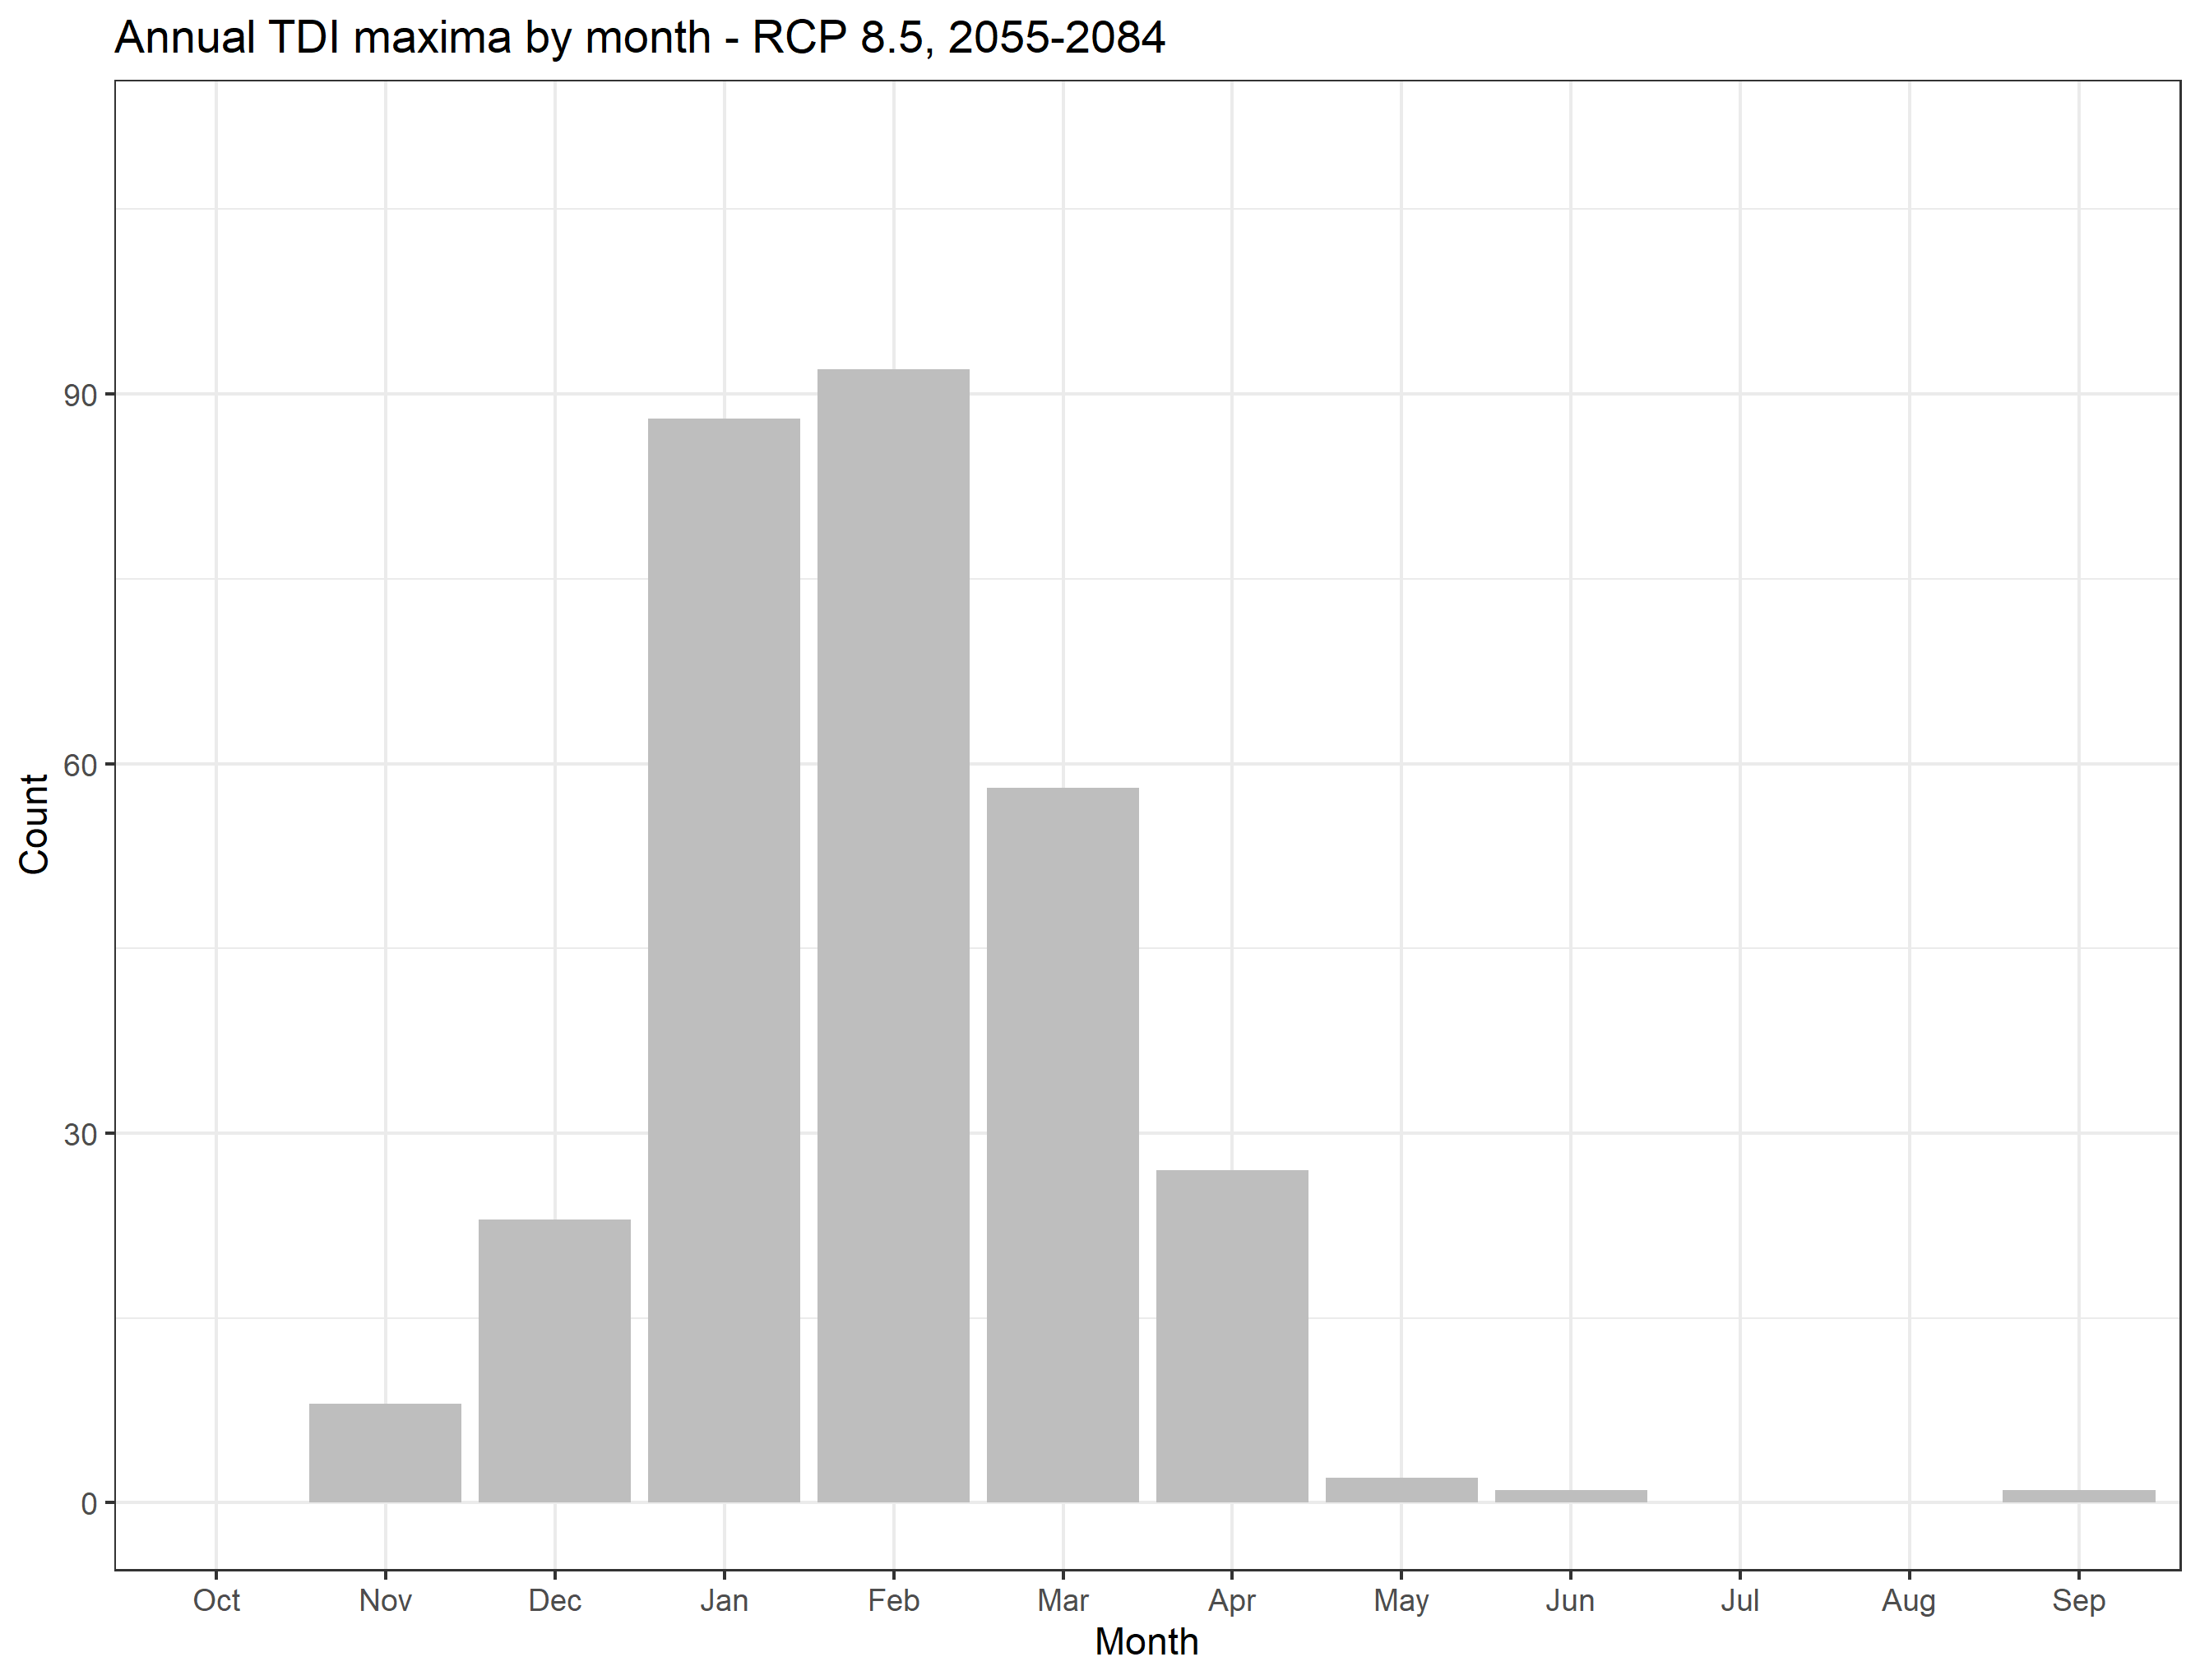 Annual TDI maxima by month - RCP 8.5, 2055-2084
90
60
30
0
Count
Oct Nov Dec Jan Feb Mar Apr May Jun Jul Aug Sep
Month